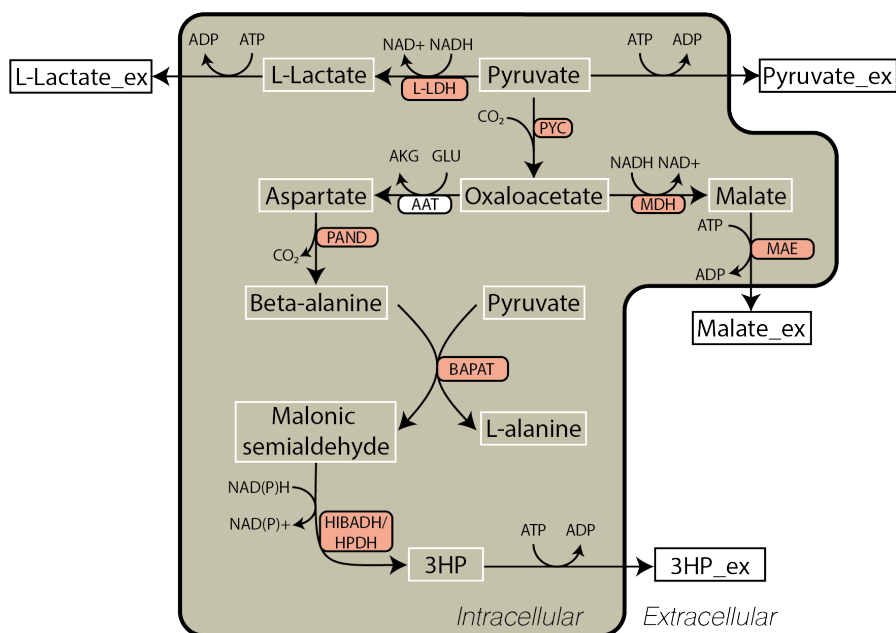 ADP ATP NAD+ NADH ATP ADP
L-Lactate_ex L-Lactate Pyruvate Pyruvate_ex
L-LDH
CO₂ PYC
AKG GLU NADH NAD+
Aspartate Oxaloacetate Malate
AAT MDH
PAND ATP MAE
CO₂ ADP
Beta-alanine Pyruvate
Malate_ex
BAPAT
Malonic
semialdehyde
L-alanine
NAD(P)H
NAD(P)+
HIBADH/
HPDH
ATP ADP
3HP 3HP_ex
Intracellular Extracellular